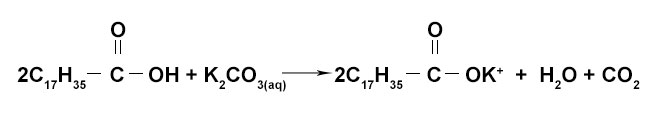 O O
2C₁₇H₃₅ — C — OH + K₂CO₃₍aq₎ ⟶ 2C₁₇H₃₅ — C — OK⁺ + H₂O + CO₂